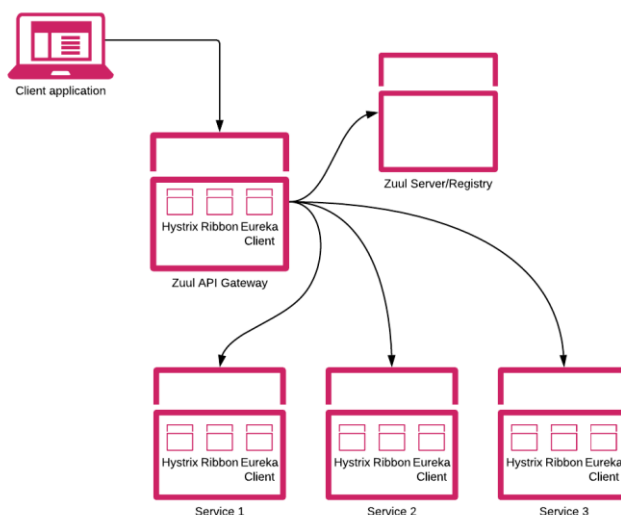 Client application
Zuul Server/Registry
Hystrix Ribbon Eureka
Client
Zuul API Gateway
Hystrix Ribbon Eureka
Client
Hystrix Ribbon Eureka
Client
Hystrix Ribbon Eureka
Client
Service 1
Service 2
Service 3